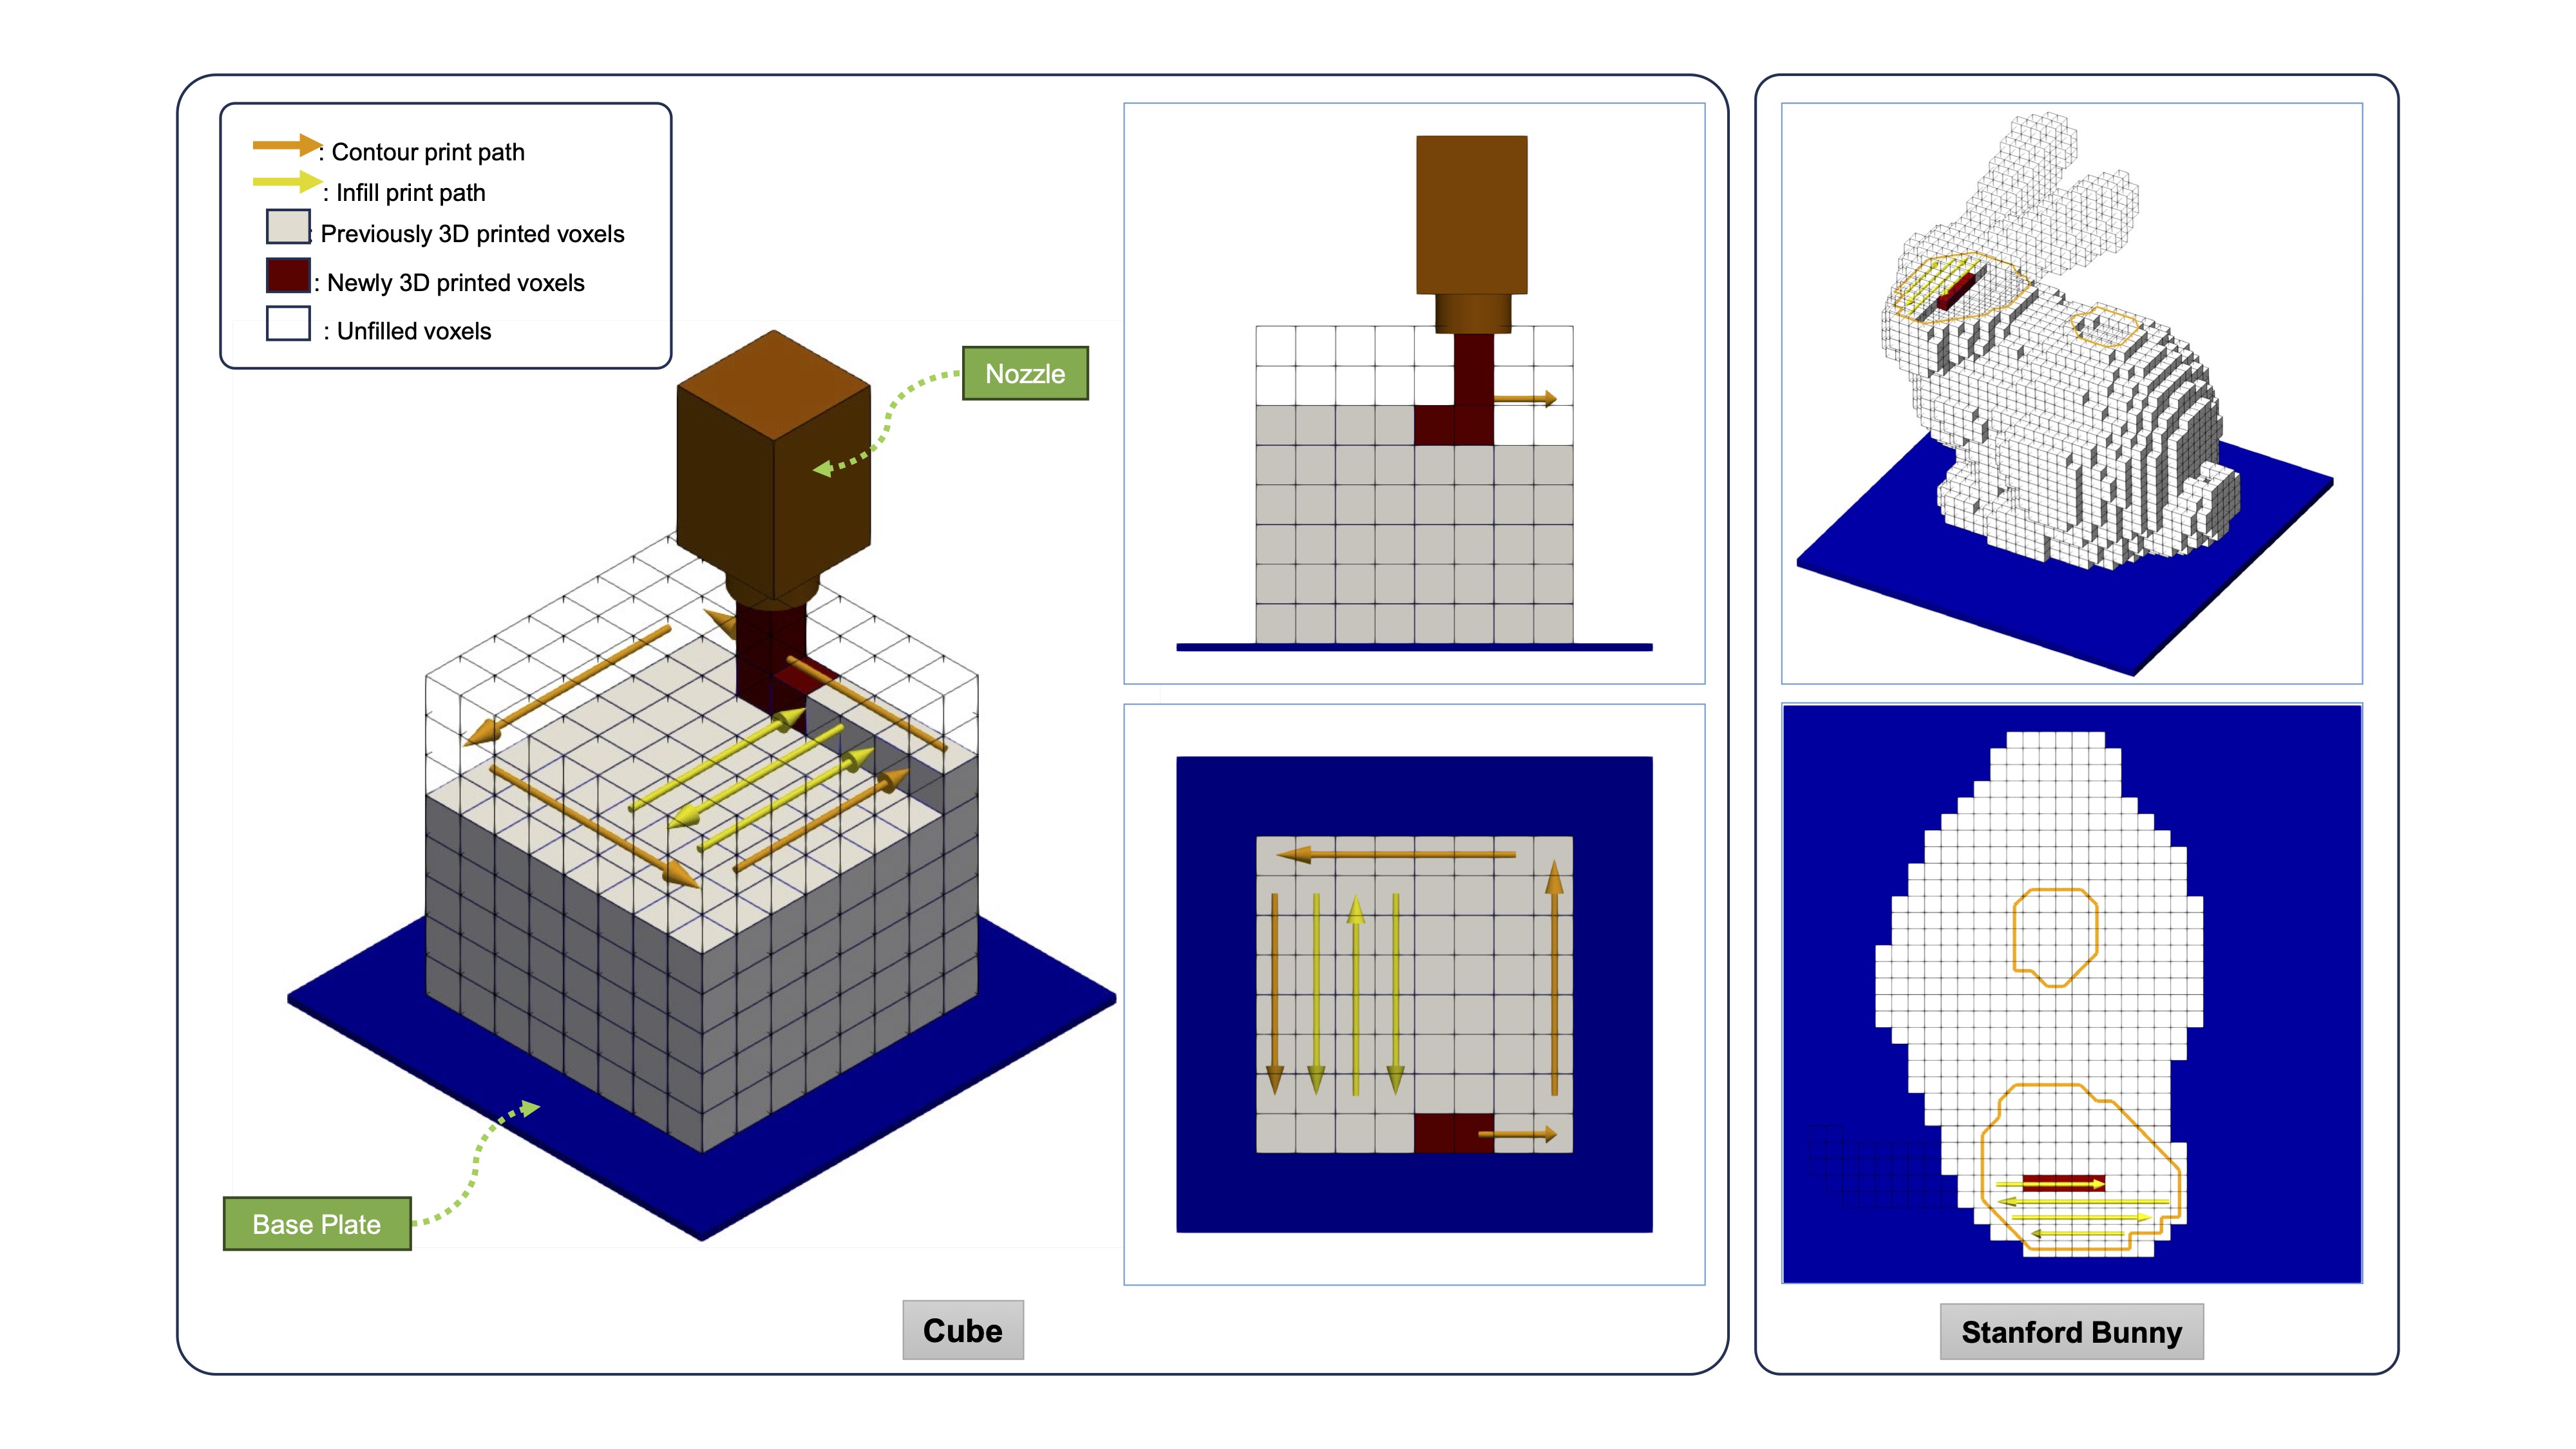 : Contour print path
: Infill print path
: Previously 3D printed voxels
: Newly 3D printed voxels
: Unfilled voxels
Nozzle
Base Plate
Cube
Stanford Bunny